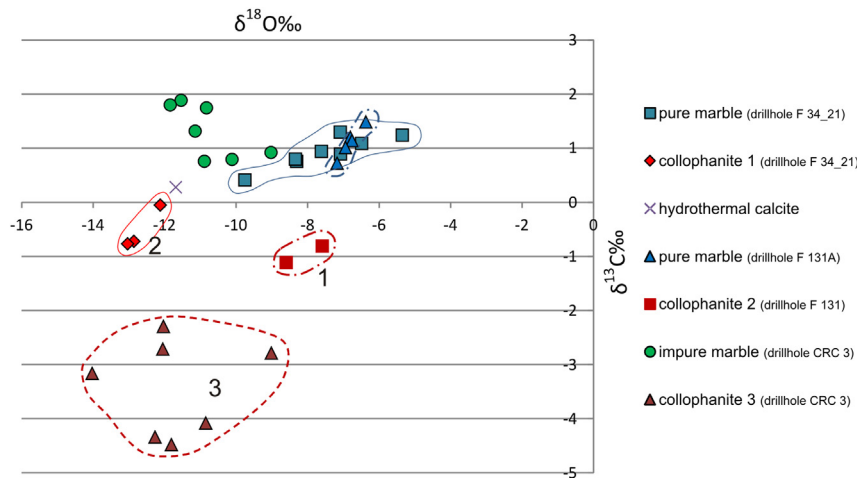 δ18O‰
3
2
1
0
-16
-14
-12
-10
-8
-6
-4
-2
0
2
1
-1
-2
-3
3
-4
-5
δ13C‰
pure marble (drillhole F 34_21)
collophanite 1 (drillhole F 34_21)
hydrothermal calcite
pure marble (drillhole F 131A)
collophanite 2 (drillhole F 131)
impure marble (drillhole CRC 3)
collophanite 3 (drillhole CRC 3)